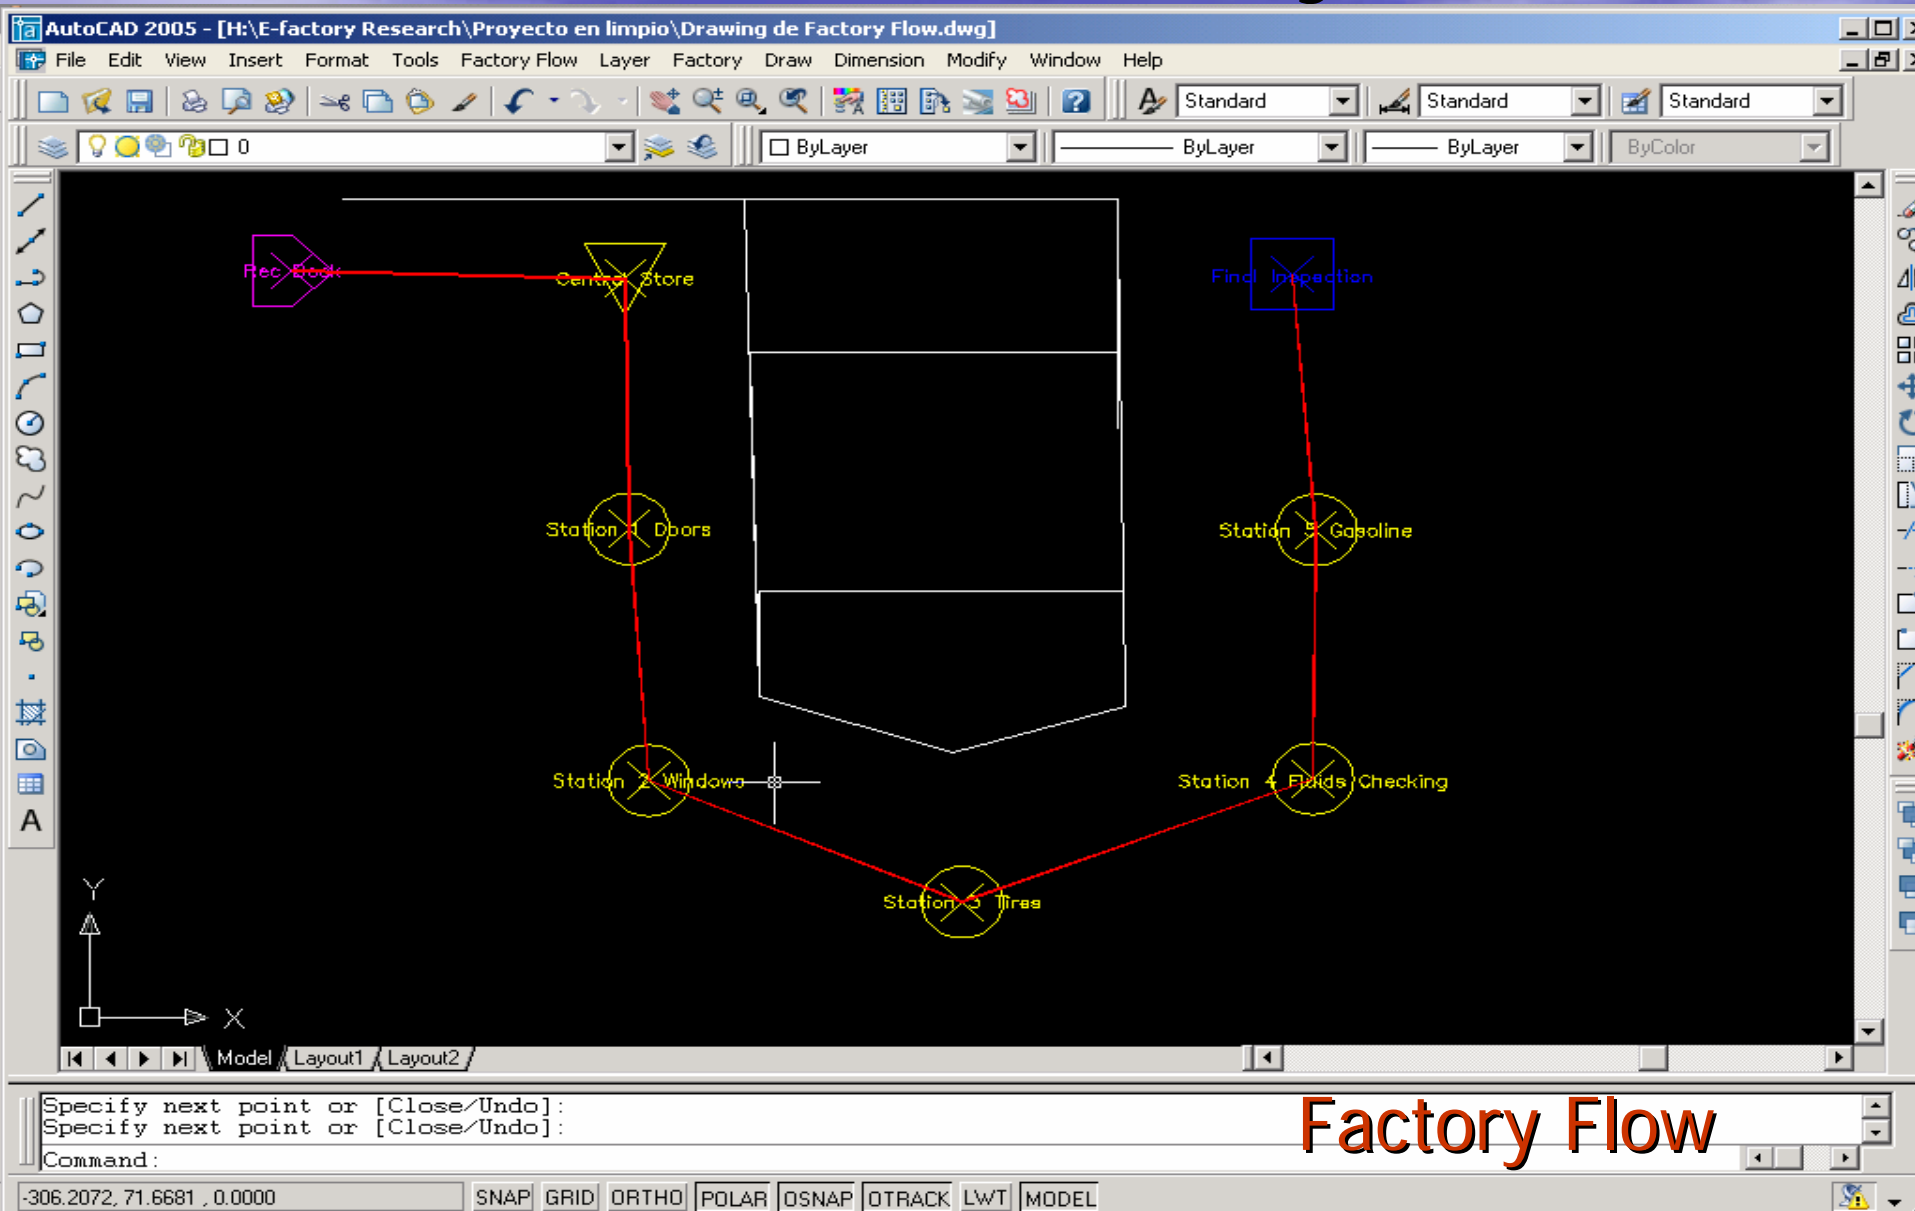 AutoCAD 2005 - [H:\E-factory Research\Proyecto en limpio\Drawing de Factory Flow.dwg]
File Edit View Insert Format Tools Factory Flow Layer Factory Draw Dimension Modify Window Help
Standard Standard Standard
0 ByLayer ByLayer ByLayer ByColor
Rec Dock Central Store Final Inspection
Station 1 Doors Station 5 Gasoline
Station 2 Windows Station 4 Fluids Checking
Station 3 Tires
Y
X
Model Layout1 Layout2
Specify next point or [Close/Undo]:
Specify next point or [Close/Undo]:
Command:
Factory Flow
-306.2072, 71.6681 , 0.0000 SNAP GRID ORTHO POLAR OSNAP OTRACK LWT MODEL